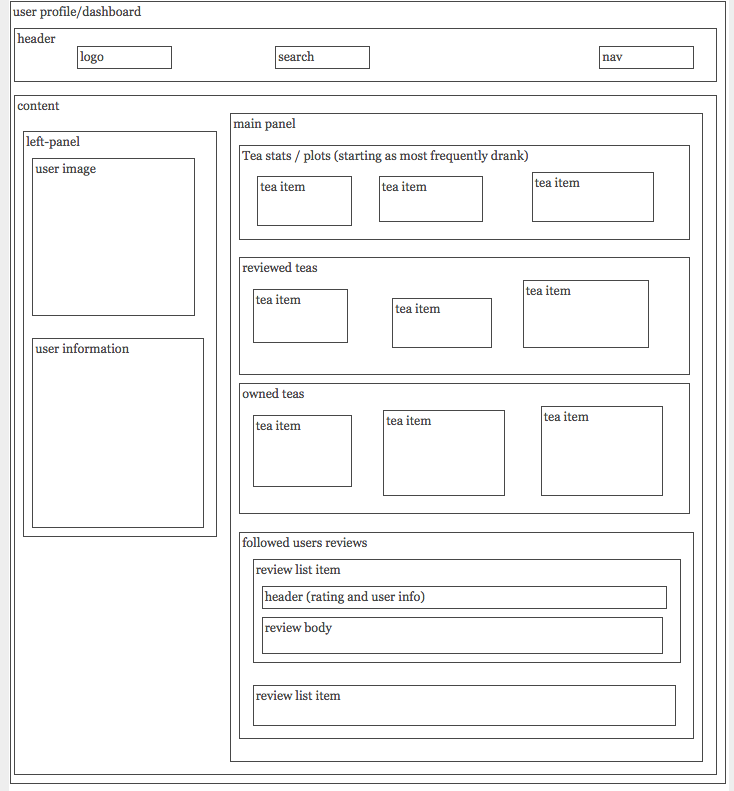 user profile/dashboard
header
logo
search
nav
content
left-panel
user image
user information
main panel
Tea stats / plots (starting as most frequently drank)
tea item
tea item
tea item
reviewed teas
tea item
tea item
tea item
owned teas
tea item
tea item
tea item
followed users reviews
review list item
header (rating and user info)
review body
review list item